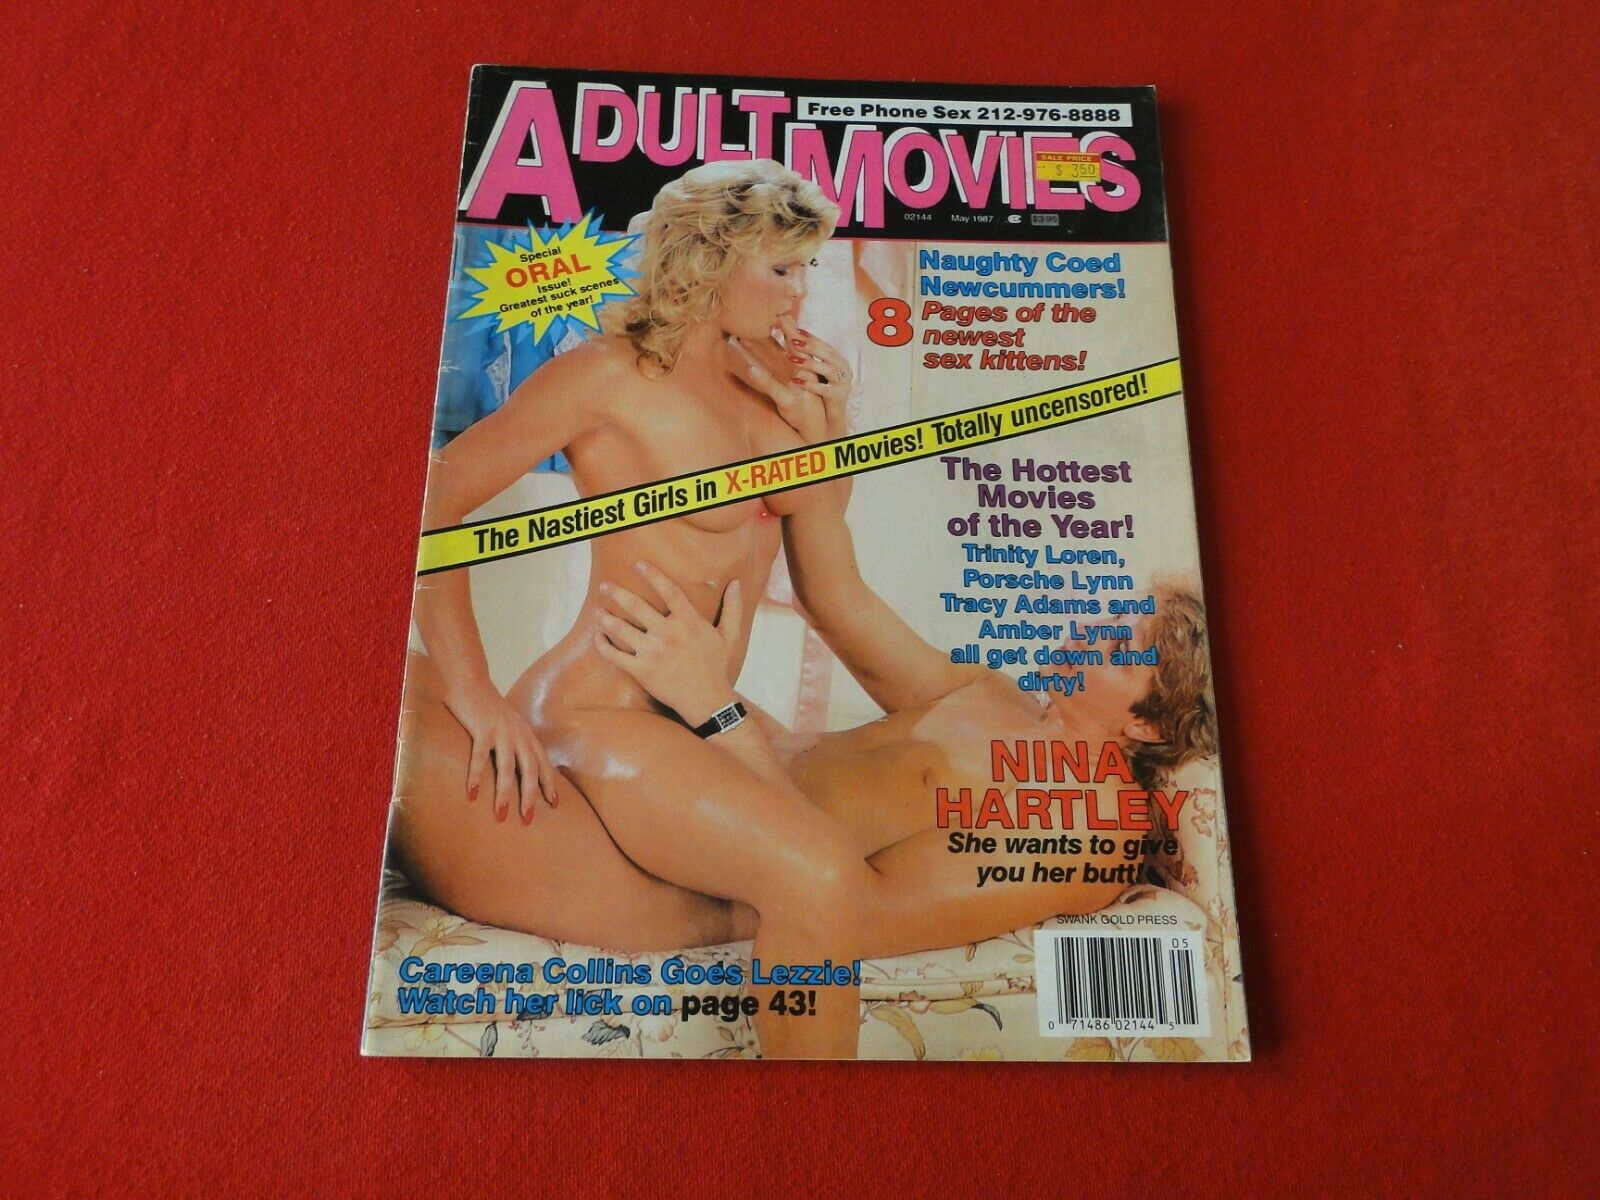 Free Phone Sex 212-976-8888
ADULT MOVIES
SALE PRICE
$ 3.50
02144 May 1987 $3.95
Special
ORAL
Issue!
Greatest suck scenes
of the year!
Naughty Coed
Newcummers!
8 Pages of the
newest
sex kittens!
The Nastiest Girls in X-RATED Movies! Totally uncensored!
The Hottest
Movies
of the Year!
Trinity Loren,
Porsche Lynn
Tracy Adams and
Amber Lynn
all get down and
dirty!
NINA
HARTLEY
She wants to give
you her butt!
SWANK GOLD PRESS
Careena Collins Goes Lezzie!
Watch her lick on page 43!
05
0 71486 02144 5